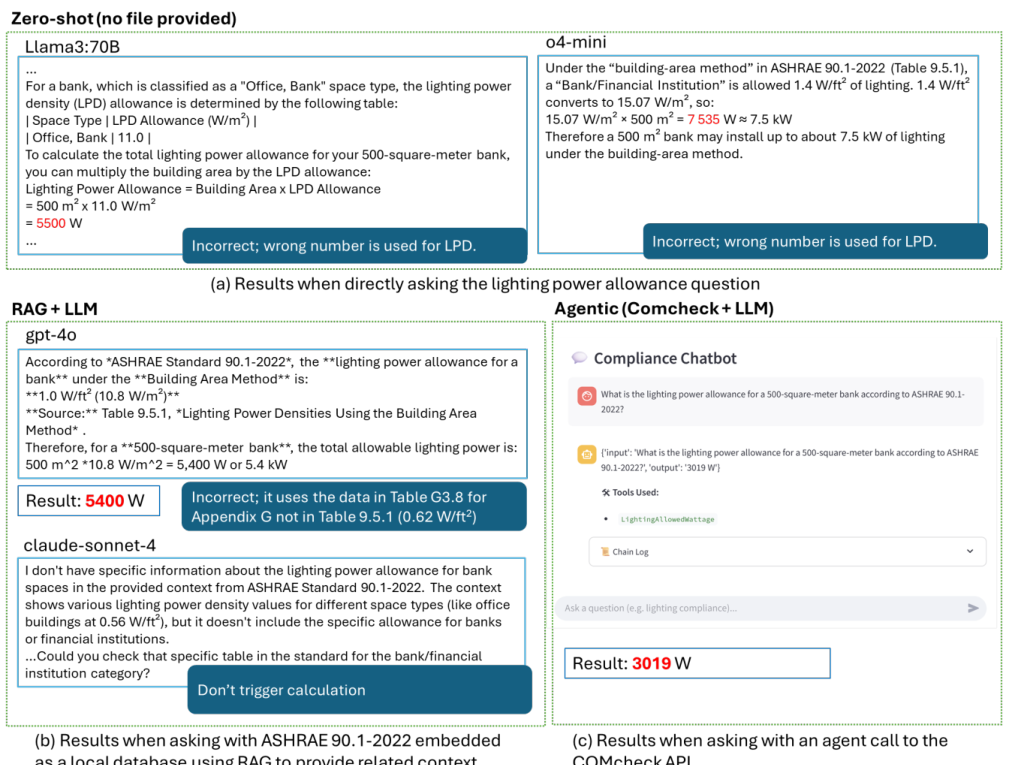 Zero-shot (no file provided)
Llama3:70B
...
For a bank, which is classified as a "Office, Bank" space type, the lighting power
density (LPD) allowance is determined by the following table:
| Space Type | LPD Allowance (W/m²) |
| Office, Bank | 11.0 |
To calculate the total lighting power allowance for your 500-square-meter bank,
you can multiply the building area by the LPD allowance:
Lighting Power Allowance = Building Area x LPD Allowance
= 500 m² x 11.0 W/m²
= 5500 W
...
Incorrect; wrong number is used for LPD.
o4-mini
Under the “building-area method” in ASHRAE 90.1-2022 (Table 9.5.1),
a “Bank/Financial Institution” is allowed 1.4 W/ft² of lighting. 1.4 W/ft²
converts to 15.07 W/m², so:
15.07 W/m² × 500 m² = 7 535 W ≈ 7.5 kW
Therefore a 500 m² bank may install up to about 7.5 kW of lighting
under the building-area method.
Incorrect; wrong number is used for LPD.
(a) Results when directly asking the lighting power allowance question
RAG + LLM
gpt-4o
According to *ASHRAE Standard 90.1-2022*, the **lighting power allowance for a
bank** under the **Building Area Method** is:
**1.0 W/ft² (10.8 W/m²)**
**Source:** Table 9.5.1, *Lighting Power Densities Using the Building Area
Method* .
Therefore, for a **500-square-meter bank**, the total allowable lighting power is:
500 m^2 *10.8 W/m^2 = 5,400 W or 5.4 kW
Result: 5400 W
Incorrect; it uses the data in Table G3.8 for
Appendix G not in Table 9.5.1 (0.62 W/ft²)
claude-sonnet-4
I don't have specific information about the lighting power allowance for bank
spaces in the provided context from ASHRAE Standard 90.1-2022. The context
shows various lighting power density values for different space types (like office
buildings at 0.56 W/ft²), but it doesn't include the specific allowance for banks
or financial institutions.
...Could you check that specific table in the standard for the bank/financial
institution category?
Don't trigger calculation
(b) Results when asking with ASHRAE 90.1-2022 embedded
as a local database using RAG to provide related context
Agentic (Comcheck + LLM)
Compliance Chatbot
What is the lighting power allowance for a 500-square-meter bank according to ASHRAE 90.1-
2022?
{'input': 'What is the lighting power allowance for a 500-square-meter bank according to ASHRAE
90.1-2022?', 'output': '3019 W'}
Tools Used:
• LightingAllowedWattage
Chain Log
Ask a question (e.g. lighting compliance)...
Result: 3019 W
(c) Results when asking with an agent call to the
COMcheck API